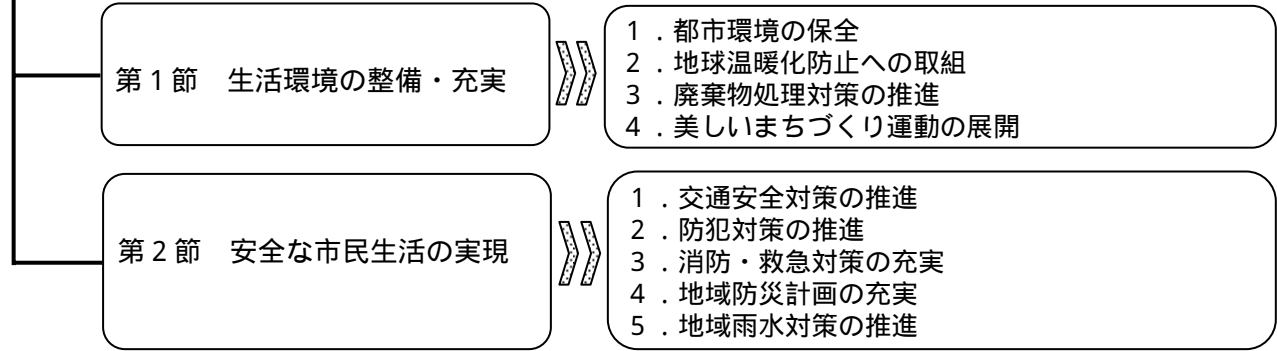 第1節　生活環境の整備・充実
1．都市環境の保全
2．地球温暖化防止への取組
3．廃棄物処理対策の推進
4．美しいまちづくり運動の展開
第2節　安全な市民生活の実現
1．交通安全対策の推進
2．防犯対策の推進
3．消防・救急対策の充実
4．地域防災計画の充実
5．地域雨水対策の推進